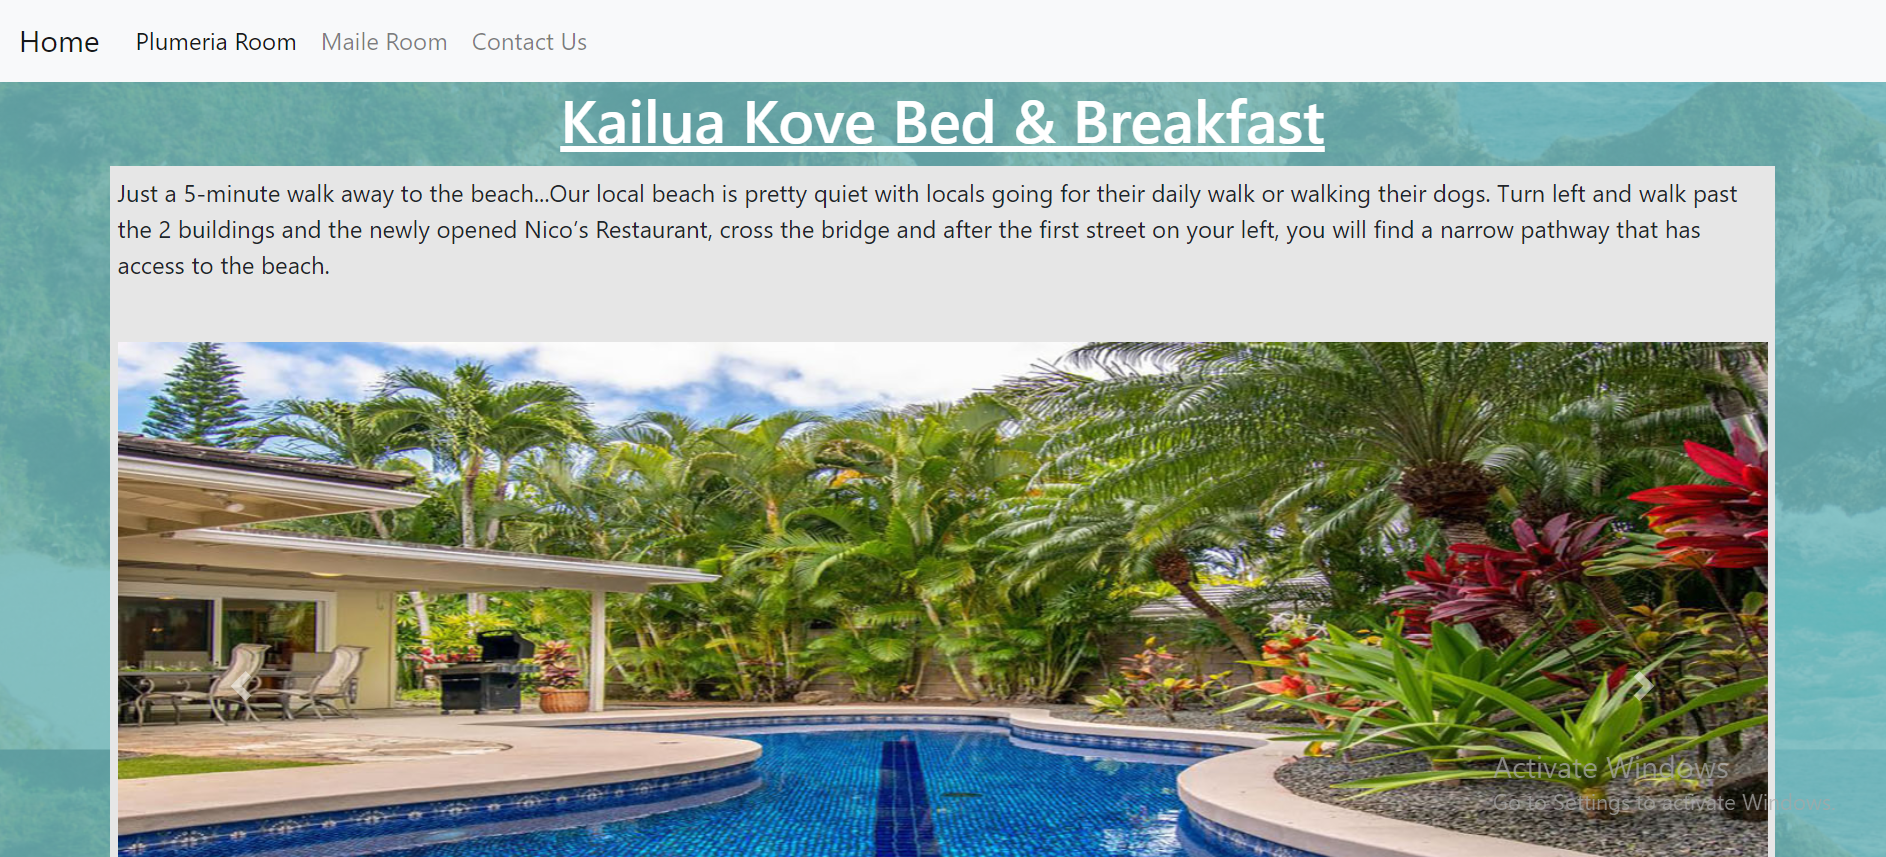 Home Plumeria Room Maile Room Contact Us
Kailua Kove Bed & Breakfast
Just a 5-minute walk away to the beach...Our local beach is pretty quiet with locals going for their daily walk or walking their dogs. Turn left and walk past
the 2 buildings and the newly opened Nico’s Restaurant, cross the bridge and after the first street on your left, you will find a narrow pathway that has
access to the beach.
Activate Windows
Go to Settings to activate Windows.